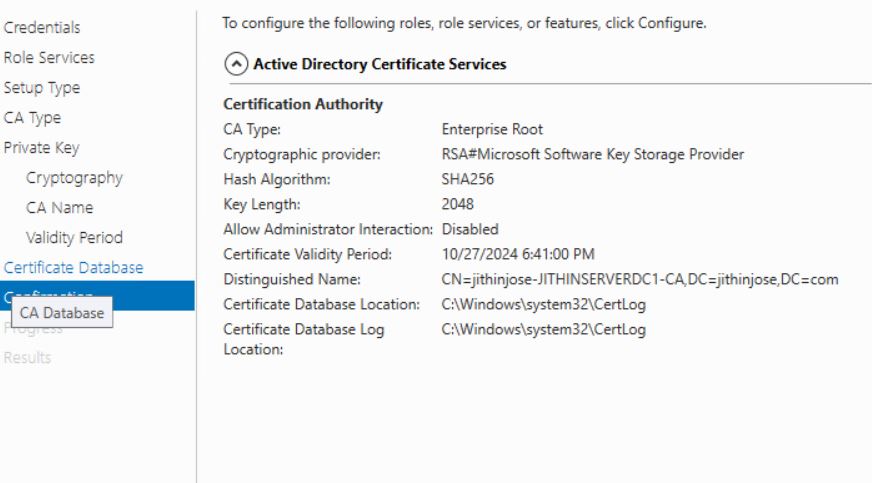 Credentials
Role Services
Setup Type
CA Type
Private Key
Cryptography
CA Name
Validity Period
Certificate Database
Confirmation
CA Database
Progress
Results
To configure the following roles, role services, or features, click Configure.
Active Directory Certificate Services
Certification Authority
CA Type: Enterprise Root
Cryptographic provider: RSA#Microsoft Software Key Storage Provider
Hash Algorithm: SHA256
Key Length: 2048
Allow Administrator Interaction: Disabled
Certificate Validity Period: 10/27/2024 6:41:00 PM
Distinguished Name: CN=jithinjose-JITHINSERVERDC1-CA,DC=jithinjose,DC=com
Certificate Database Location: C:\Windows\system32\CertLog
Certificate Database Log C:\Windows\system32\CertLog
Location: